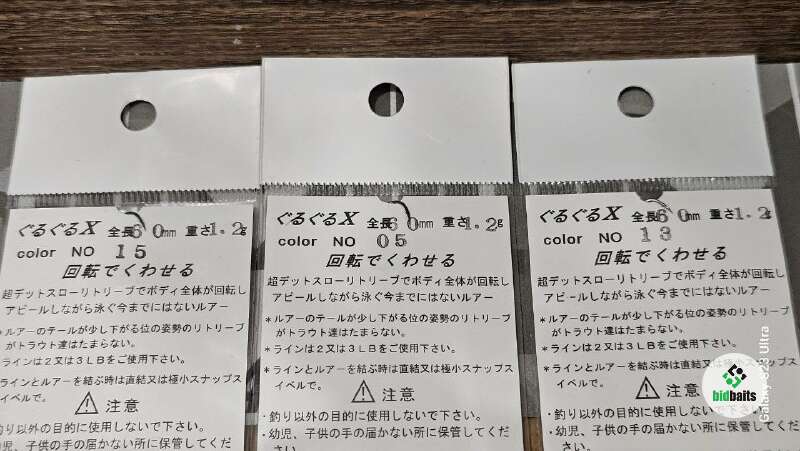 ぐるぐるX 全長60mm 重さ1.2g
color NO 15
回転でくわせる
超デットスローリトリーブでボディ全体が回転し
アピールしながら泳ぐ今までにはないルアー
ルアーのテールが少し下がる位の姿勢のリトリーブ
がトラウト達はたまらない。
*ラインは2又は3LBをご使用下さい。
*ラインとルアーを結ぶ時は直結又は極小スナップス
イベルで。
注意
釣り以外の目的に使用しないで下さい。
幼児、子供の手の届かない所に保管してくだ
ぐるぐるX 全長60mm 重さ1.2g
color NO 05
回転でくわせる
超デットスローリトリーブでボディ全体が回転し
アピールしながら泳ぐ今までにはないルアー
*ルアーのテールが少し下がる位の姿勢のリトリーブ
がトラウト達はたまらない。
*ラインは2又は3LBをご使用下さい。
*ラインとルアーを結ぶ時は直結又は極小スナップス
イベルで。
注意
・釣り以外の目的に使用しないで下さい。
・幼児、子供の手の届かない所に保管してくだ
ぐるぐるX 全長60mm 重さ1.2g
color NO 13
回転でくわせる
超デットスローリトリーブでボディ全体が回転し
アピールしながら泳ぐ今までにはないルアー
*ルアーのテールが少し下がる位の姿勢のリトリーブ
がトラウト達はたまらない。
*ラインは2又は3LBをご使用下さい。
*ラインとルアーを結ぶ時は直結又は極小
イベルで。
注意
・釣り以外の目的に使用しないで下さい
・幼児、子供の手の届かない所に保管してくだ
bidbaits
Galaxy S23 Ultra